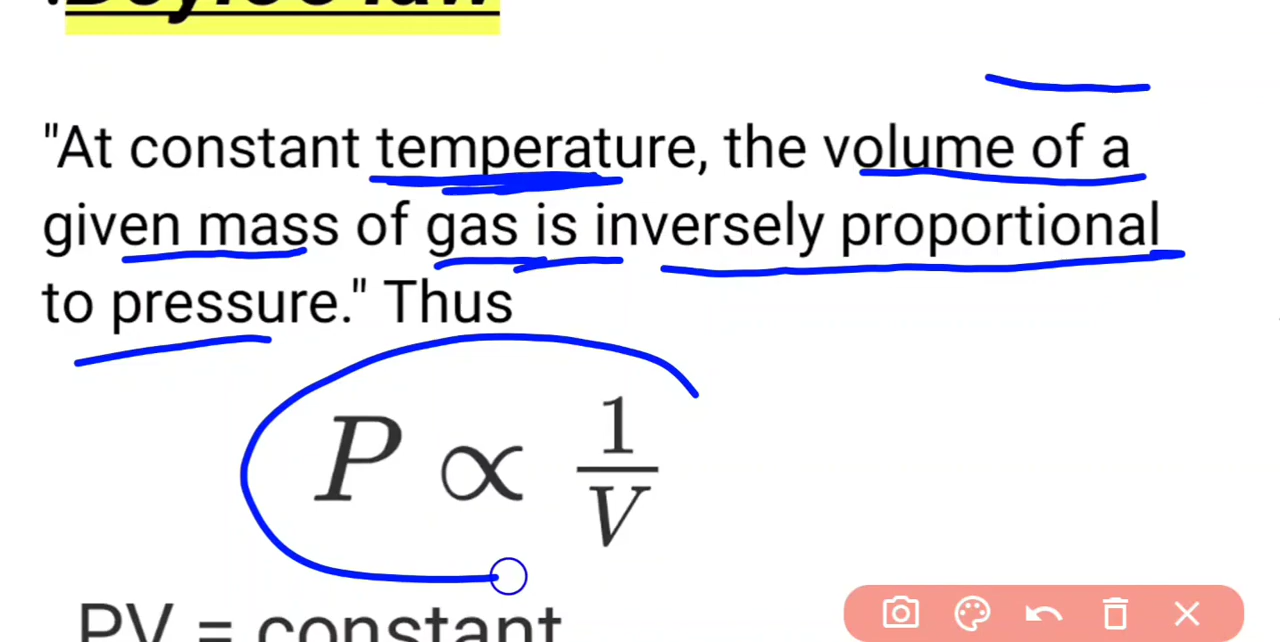 "At constant temperature, the volume of a
given mass of gas is inversely proportional
to pressure." Thus
P ∝ 1/V
PV = constant